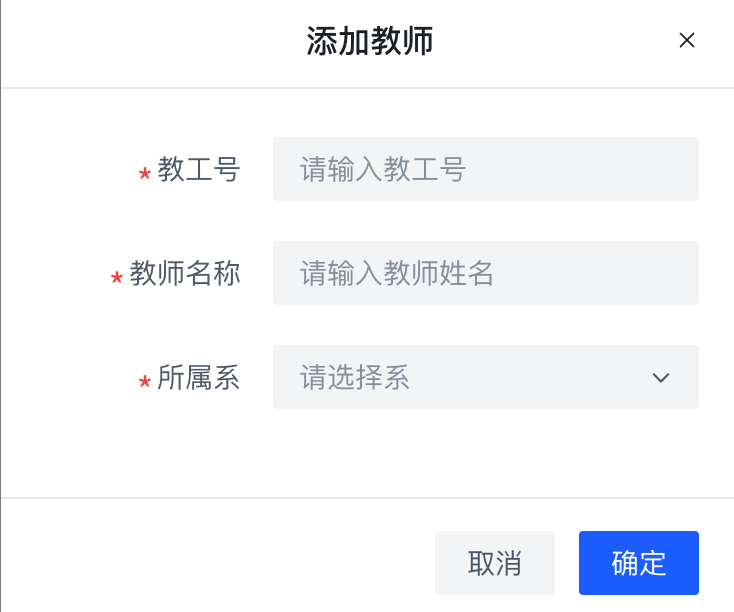 添加教师
* 教工号 请输入教工号
* 教师名称 请输入教师姓名
* 所属系 请选择系
取消 确定